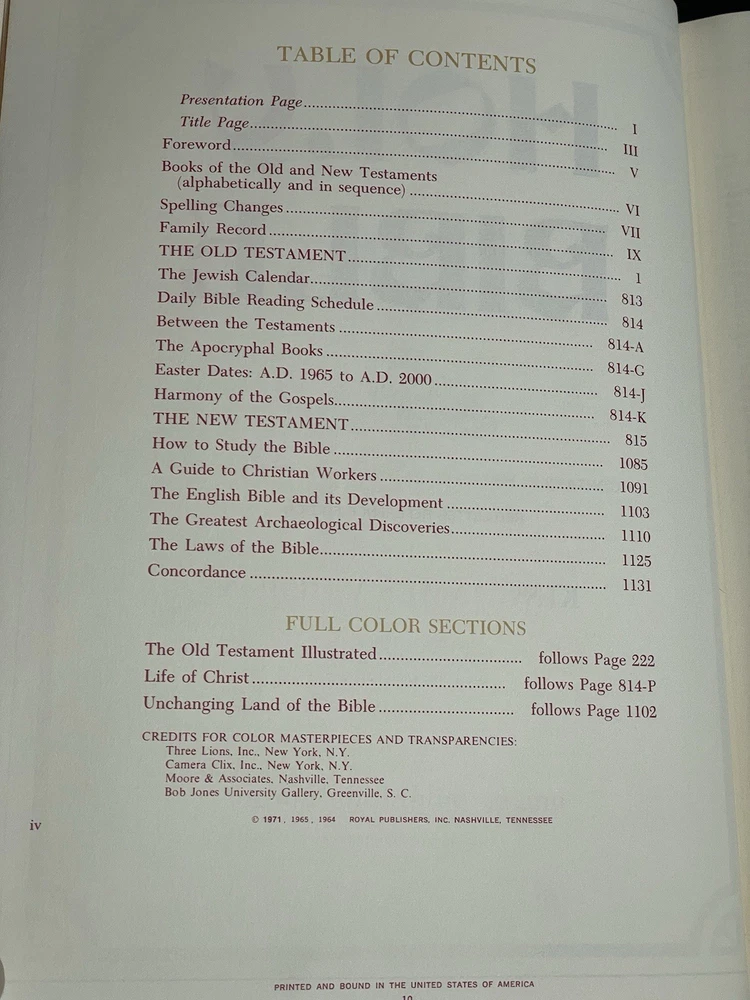 TABLE OF CONTENTS
Presentation Page ........ I
Title Page ........ III
Foreword ........ V
Books of the Old and New Testaments
(alphabetically and in sequence) ........ VI
Spelling Changes ........ VII
Family Record ........ IX
THE OLD TESTAMENT ........ 1
The Jewish Calendar ........ 813
Daily Bible Reading Schedule ........ 814
Between the Testaments ........ 814-A
The Apocryphal Books ........ 814-G
Easter Dates: A.D. 1965 to A.D. 2000 ........ 814-J
Harmony of the Gospels ........ 814-K
THE NEW TESTAMENT ........ 815
How to Study the Bible ........ 1085
A Guide to Christian Workers ........ 1091
The English Bible and its Development ........ 1103
The Greatest Archaeological Discoveries ........ 1110
The Laws of the Bible ........ 1125
Concordance ........ 1131
FULL COLOR SECTIONS
The Old Testament Illustrated ........ follows Page 222
Life of Christ ........ follows Page 814-P
Unchanging Land of the Bible ........ follows Page 1102
CREDITS FOR COLOR MASTERPIECES AND TRANSPARENCIES:
Three Lions, Inc., New York, N.Y.
Camera Clix, Inc., New York, N.Y.
Moore & Associates, Nashville, Tennessee
Bob Jones University Gallery, Greenville, S. C.
© 1971, 1965, 1964 ROYAL PUBLISHERS, INC. NASHVILLE, TENNESSEE
iv
PRINTED AND BOUND IN THE UNITED STATES OF AMERICA